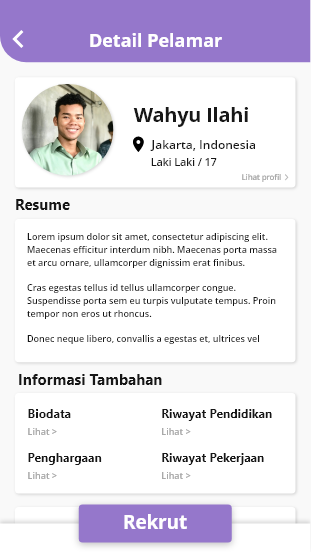 Detail Pelamar
Wahyu Ilahi
Jakarta, Indonesia
Laki Laki / 17
Lihat profil >
Resume
Lorem ipsum dolor sit amet, consectetur adipiscing elit.
Maecenas efficitur interdum nibh. Maecenas porta massa
et arcu ornare, ullamcorper dignissim erat finibus.
Cras egestas tellus id tellus ullamcorper congue.
Suspendisse porta sem eu turpis vulputate tempus. Proin
tempor non eros ut rhoncus.
Donec neque libero, convallis a egestas et, ultrices vel
Informasi Tambahan
Biodata
Lihat >
Riwayat Pendidikan
Lihat >
Penghargaan
Lihat >
Riwayat Pekerjaan
Lihat >
Rekrut